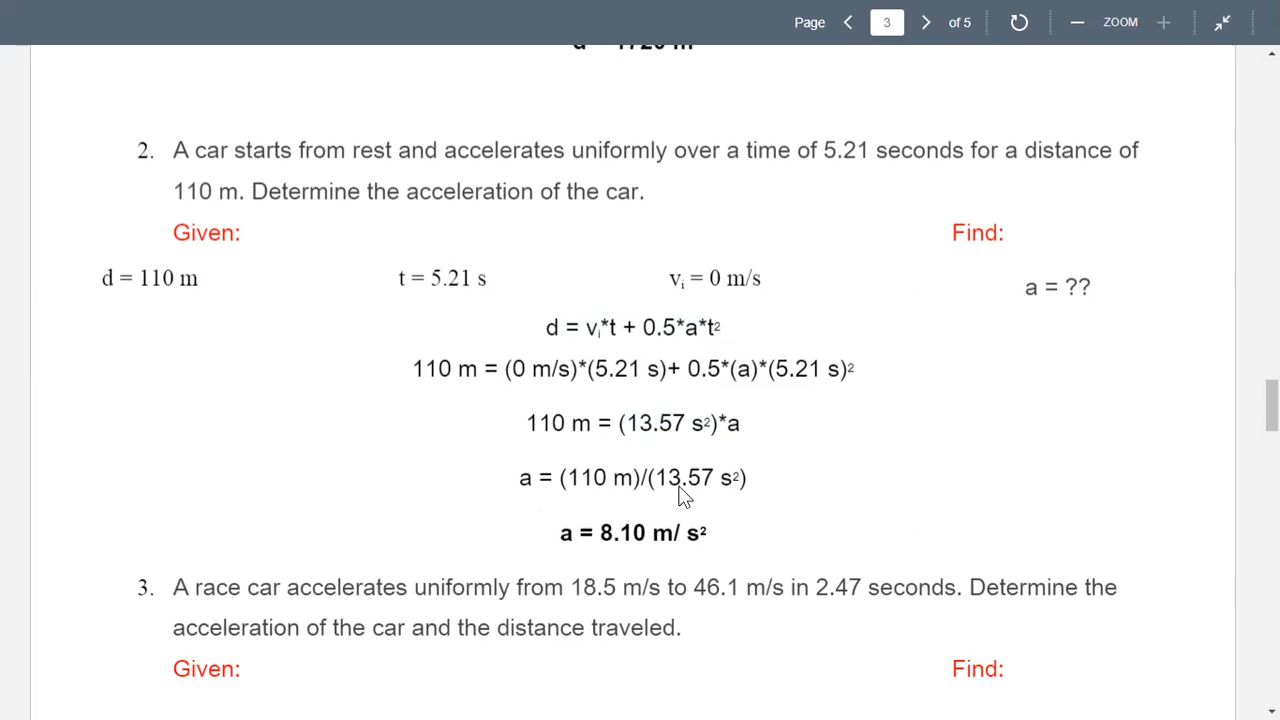 Page 3 of 5 ZOOM
2. A car starts from rest and accelerates uniformly over a time of 5.21 seconds for a distance of
110 m. Determine the acceleration of the car.
Given: Find:
d = 110 m t = 5.21 s vᵢ = 0 m/s a = ??
d = vᵢ*t + 0.5*a*t²
110 m = (0 m/s)*(5.21 s)+ 0.5*(a)*(5.21 s)²
110 m = (13.57 s²)*a
a = (110 m)/(13.57 s²)
a = 8.10 m/ s²
3. A race car accelerates uniformly from 18.5 m/s to 46.1 m/s in 2.47 seconds. Determine the
acceleration of the car and the distance traveled.
Given: Find: